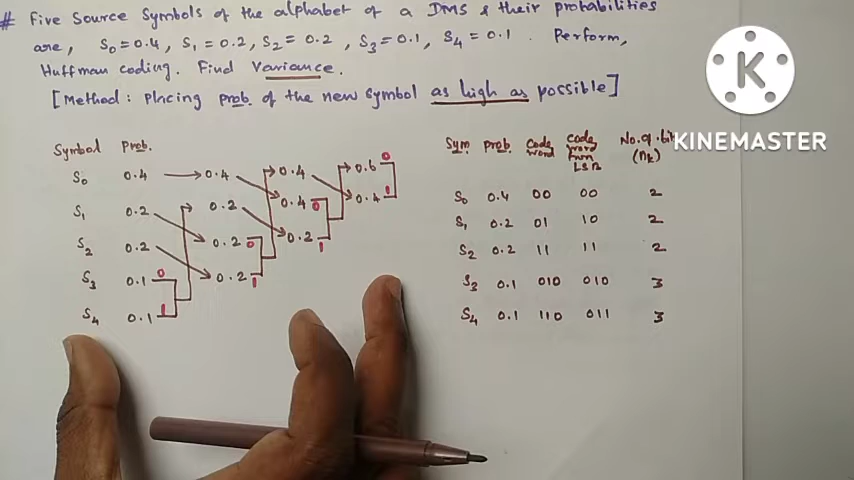 # Five Source Symbols of the alphabet of a DMS & their probabilities
are, S0 = 0.4, S1 = 0.2, S2 = 0.2, S3 = 0.1, S4 = 0.1. Perform,
Huffman coding. Find Variance.
[Method: Placing prob. of the new symbol as high as possible]
K
KINEMASTER
Symbol Prob.
S0 0.4 0.4 0.4 0.6 0
S1 0.2 0.2 0.4 0 0.4 1
S2 0.2 0.2 0 0.2 1
S3 0.1 0 0.2 1
S4 0.1 1
Sym Prob. Code word Code word from LSB No. of. bit (nk)
S0 0.4 00 00 2
S1 0.2 01 10 2
S2 0.2 11 11 2
S3 0.1 010 010 3
S4 0.1 110 011 3